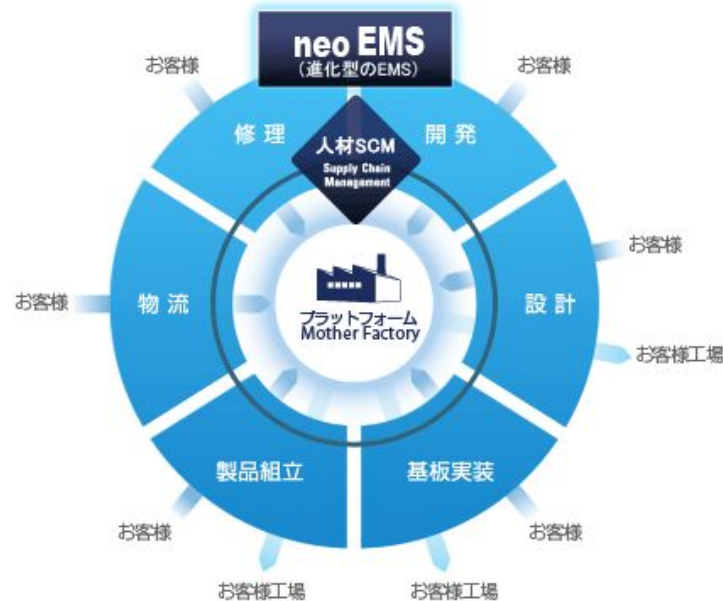 neo EMS
(進化型のEMS)
お客様
お客様
修理
人材SCM
Supply Chain
Management
開発
お客様
物流
お客様
設計
プラットフォーム
Mother Factory
お客様工場
製品組立
基板実装
お客様
お客様
お客様工場
お客様工場